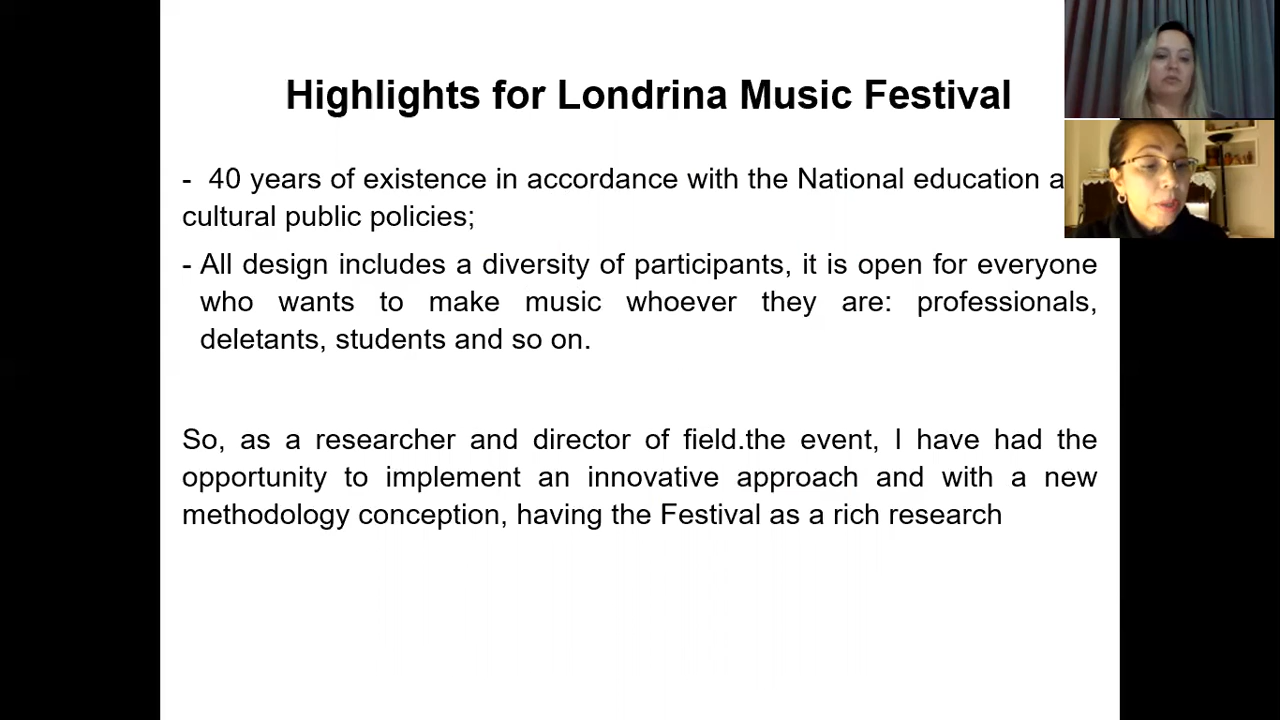 Highlights for Londrina Music Festival
- 40 years of existence in accordance with the National education
cultural public policies;
- All design includes a diversity of participants, it is open for everyone
who wants to make music whoever they are: professionals,
deletants, students and so on.
So, as a researcher and director of field.the event, I have had the
opportunity to implement an innovative approach and with a new
methodology conception, having the Festival as a rich research